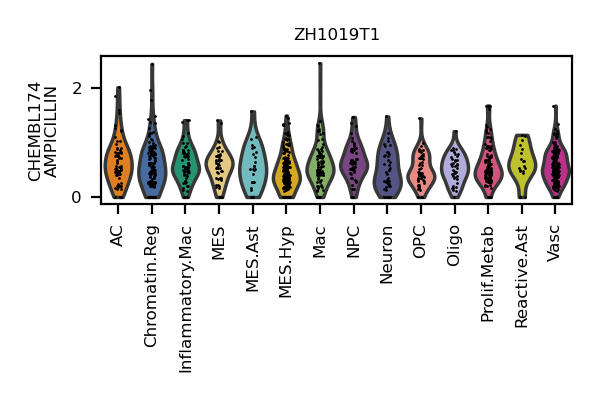 ZH1019T1
CHEMBL174
AMPICILLIN
2
0
AC
Chromatin.Reg
Inflammatory.Mac
MES
MES.Ast
MES.Hyp
Mac
NPC
Neuron
OPC
Oligo
Prolif.Metab
Reactive.Ast
Vasc